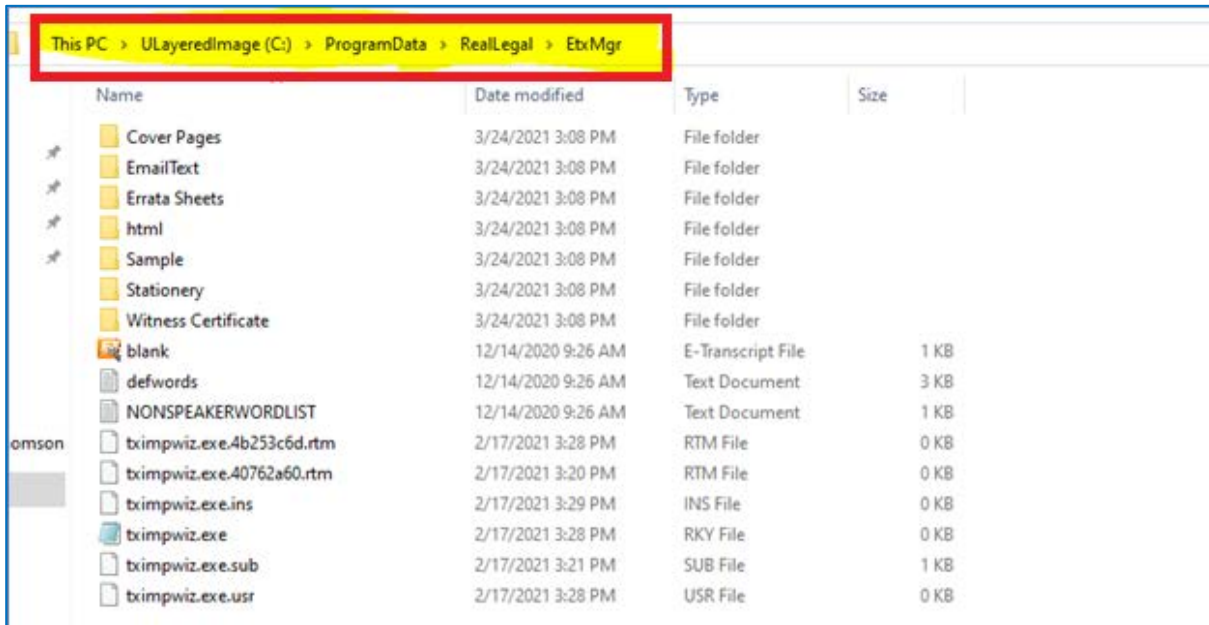 This PC > ULayeredImage (C:) > ProgramData > RealLegal > EtxMgr
Name Date modified Type Size
Cover Pages 3/24/2021 3:08 PM File folder
EmailText 3/24/2021 3:08 PM File folder
Errata Sheets 3/24/2021 3:08 PM File folder
html 3/24/2021 3:08 PM File folder
Sample 3/24/2021 3:08 PM File folder
Stationery 3/24/2021 3:08 PM File folder
Witness Certificate 3/24/2021 3:08 PM File folder
blank 12/14/2020 9:26 AM E-Transcript File 1 KB
defwords 12/14/2020 9:26 AM Text Document 3 KB
NONSPEAKERWORDLIST 12/14/2020 9:26 AM Text Document 1 KB
omson tximpwiz.exe.4b253c6d.rtm 2/17/2021 3:28 PM RTM File 0 KB
tximpwiz.exe.40762a60.rtm 2/17/2021 3:20 PM RTM File 0 KB
tximpwiz.exe.ins 2/17/2021 3:29 PM INS File 0 KB
tximpwiz.exe 2/17/2021 3:28 PM RKY File 0 KB
tximpwiz.exe.sub 2/17/2021 3:21 PM SUB File 1 KB
tximpwiz.exe.usr 2/17/2021 3:28 PM USR File 0 KB